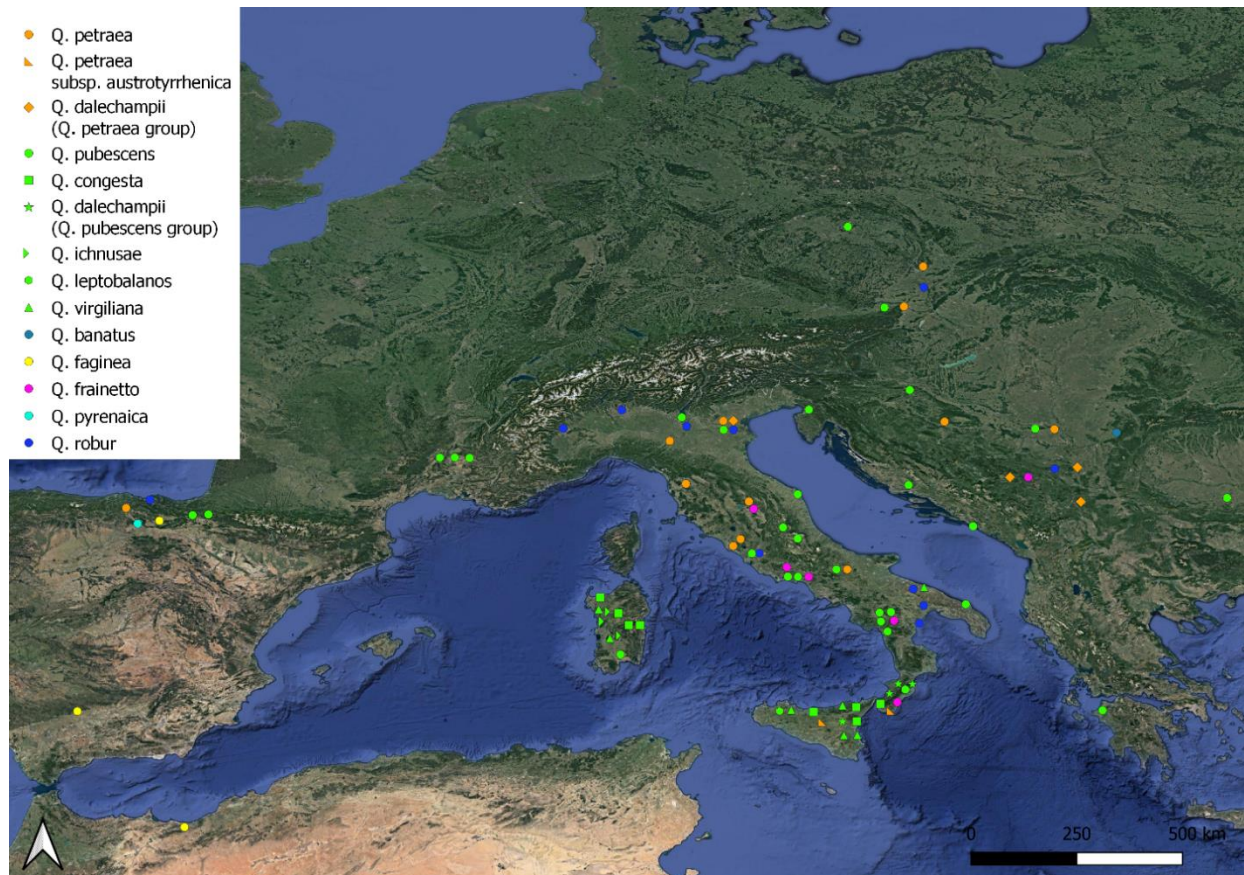 Q. petraea
Q. petraea
subsp. austrotyrrhenica
Q. dalechampii
(Q. petraea group)
Q. pubescens
Q. congesta
Q. dalechampii
(Q. pubescens group)
Q. ichnusae
Q. leptobalanos
Q. virgiliana
Q. banatus
Q. faginea
Q. frainetto
Q. pyrenaica
Q. robur
0 250 500 km